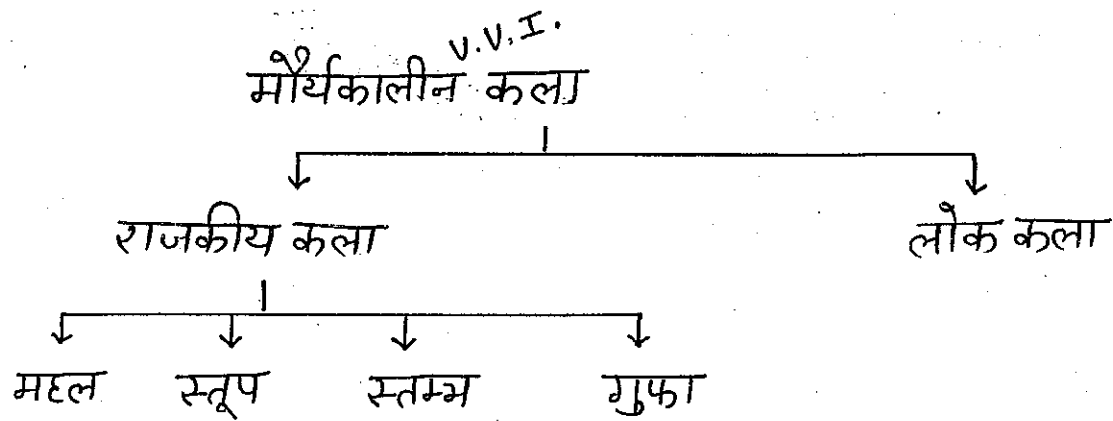 V.V.I.
मौर्यकालीन कला
राजकीय कला लोक कला
महल स्तूप स्तम्भ गुफा